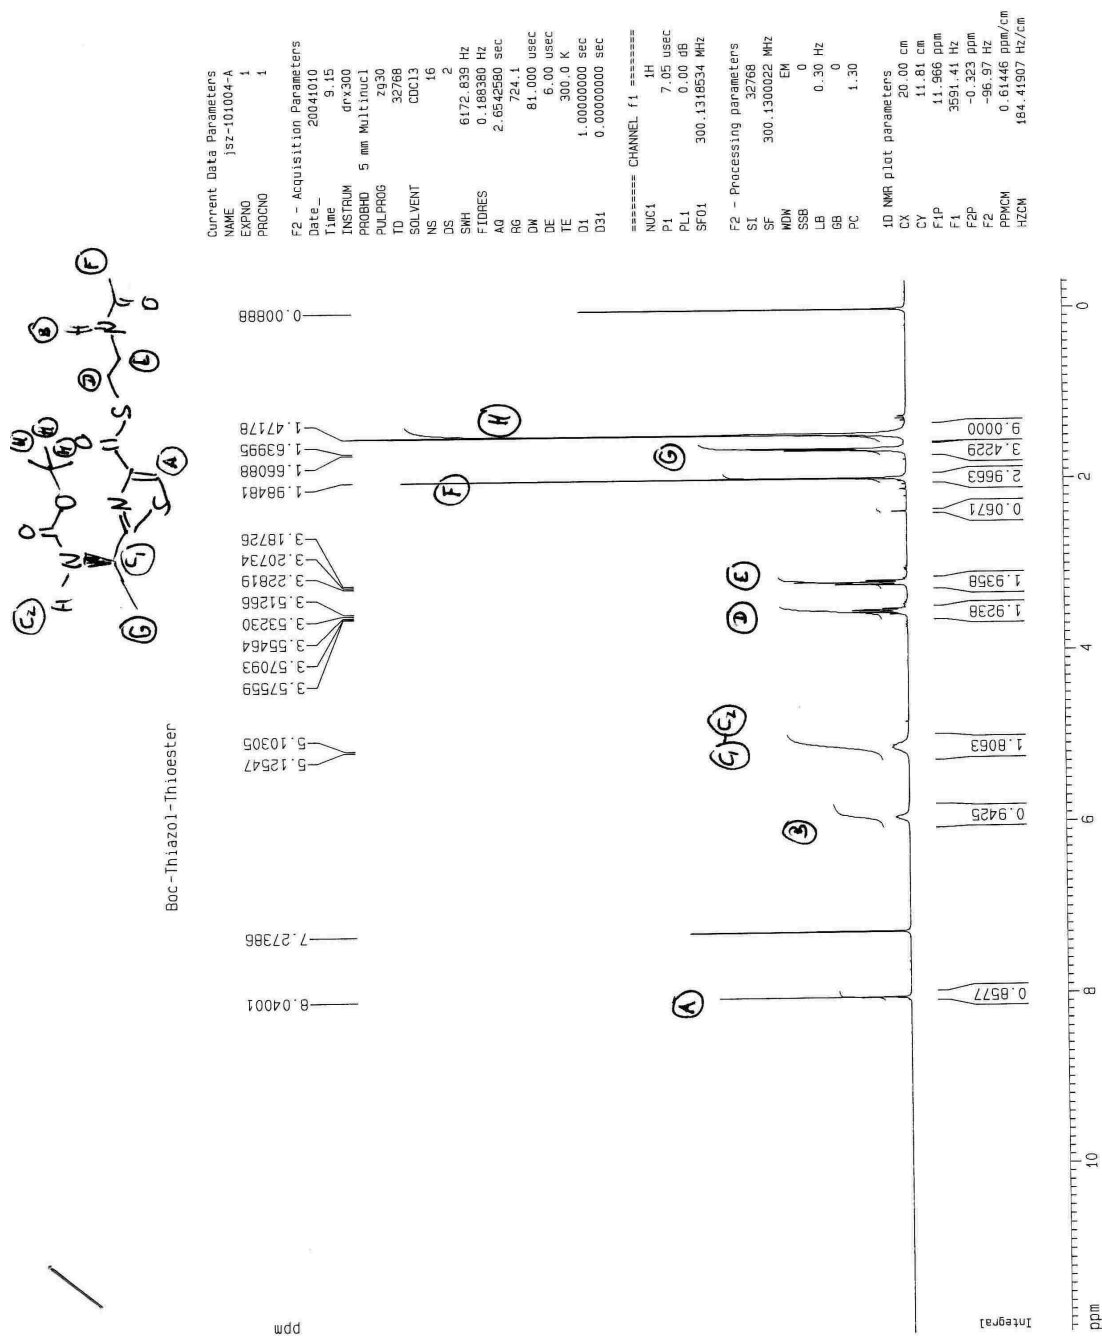 C2
H
N
O
O
H
H
H
G
C1
N
S
A
O
S
D
E
B
H
N
O
F
Boc-Thiazol-Thioester
Current Data Parameters
NAME jsz-101004-A
EXPNO 1
PROCNO 1
F2 - Acquisition Parameters
Date_ 20041010
Time 9.15
INSTRUM drx300
PROBHD 5 mm Multinucl
PULPROG zg30
TD 32768
SOLVENT CDCl3
NS 16
DS 2
SWH 6172.839 Hz
FIDRES 0.188380 Hz
AQ 2.6542580 sec
RG 724.1
DW 81.000 usec
DE 6.00 usec
TE 300.0 K
D1 1.00000000 sec
D31 0.00000000 sec
======== CHANNEL f1 ========
NUC1 1H
P1 7.05 usec
PL1 0.00 dB
SFO1 300.1318534 MHz
F2 - Processing parameters
SI 32768
SF 300.1300022 MHz
WDW EM
SSB 0
LB 0.30 Hz
GB 0
PC 1.30
1D NMR plot parameters
CX 20.00 cm
CY 11.81 cm
F1P 11.966 ppm
F1 3591.41 Hz
F2P -0.323 ppm
F2 -96.97 Hz
PPMCM 0.61446 ppm/cm
HZCM 184.41907 Hz/cm
ppm
8.04001
7.27386
5.12547
5.10305
3.57559
3.57093
3.55464
3.53230
3.51266
3.22819
3.20734
3.18726
1.98481
1.66088
1.63995
1.47178
0.00888
A
B
C1-C2
D
E
F
G
H
Integral
0.8577
0.9425
1.8063
1.9238
1.9358
0.0671
2.9663
3.4229
9.0000
ppm 10 8 6 4 2 0